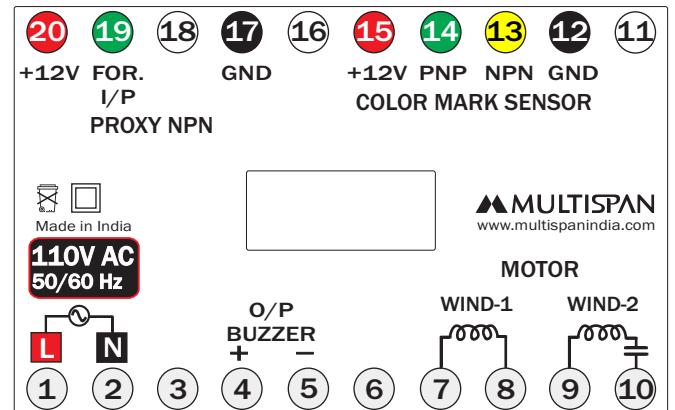 20 19 18 17 16 15 14 13 12 11
+12V FOR. GND +12V PNP NPN GND
I/P COLOR MARK SENSOR
PROXY NPN
Made in India
MULTISPAN
www.multispanindia.com
110V AC
50/60 Hz
MOTOR
O/P WIND-1 WIND-2
BUZZER
+ −
L N
1 2 3 4 5 6 7 8 9 10